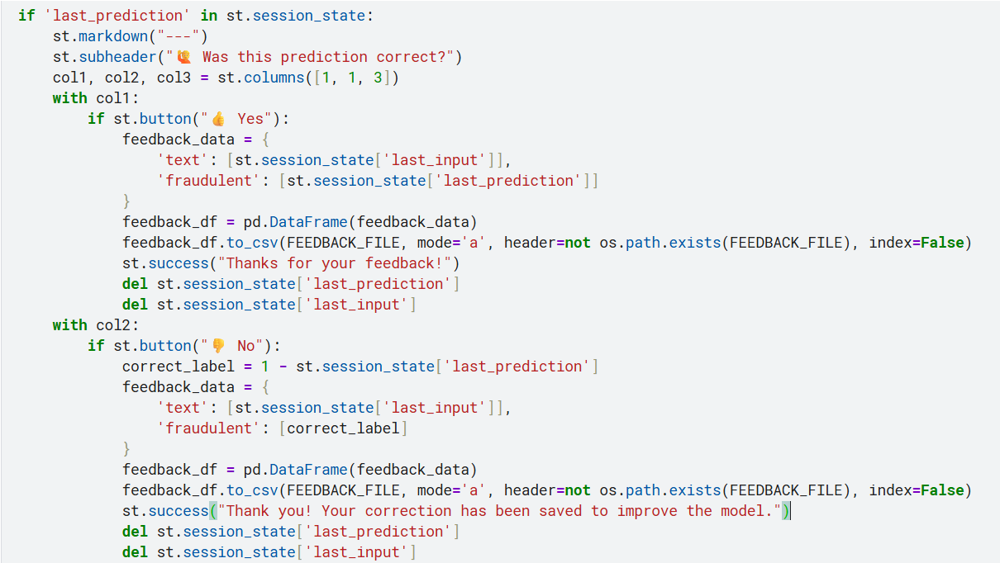 if 'last_prediction' in st.session_state:
    st.markdown("---")
    st.subheader("🙋 Was this prediction correct?")
    col1, col2, col3 = st.columns([1, 1, 3])
    with col1:
        if st.button("👍 Yes"):
            feedback_data = {
                'text': [st.session_state['last_input']],
                'fraudulent': [st.session_state['last_prediction']]
            }
            feedback_df = pd.DataFrame(feedback_data)
            feedback_df.to_csv(FEEDBACK_FILE, mode='a', header=not os.path.exists(FEEDBACK_FILE), index=False)
            st.success("Thanks for your feedback!")
            del st.session_state['last_prediction']
            del st.session_state['last_input']
    with col2:
        if st.button("👎 No"):
            correct_label = 1 - st.session_state['last_prediction']
            feedback_data = {
                'text': [st.session_state['last_input']],
                'fraudulent': [correct_label]
            }
            feedback_df = pd.DataFrame(feedback_data)
            feedback_df.to_csv(FEEDBACK_FILE, mode='a', header=not os.path.exists(FEEDBACK_FILE), index=False)
            st.success("Thank you! Your correction has been saved to improve the model.")
            del st.session_state['last_prediction']
            del st.session_state['last_input']